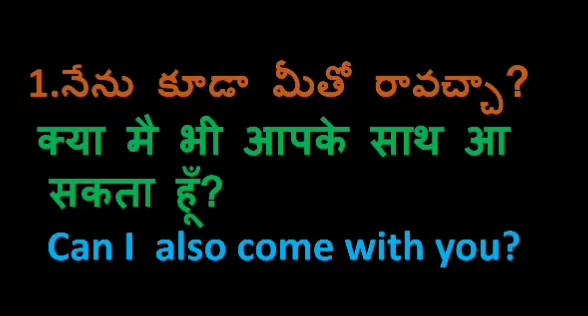 1.నేను కూడా మీతో రావచ్చా?
क्या मै भी आपके साथ आ
सकता हूँ?
Can I also come with you?